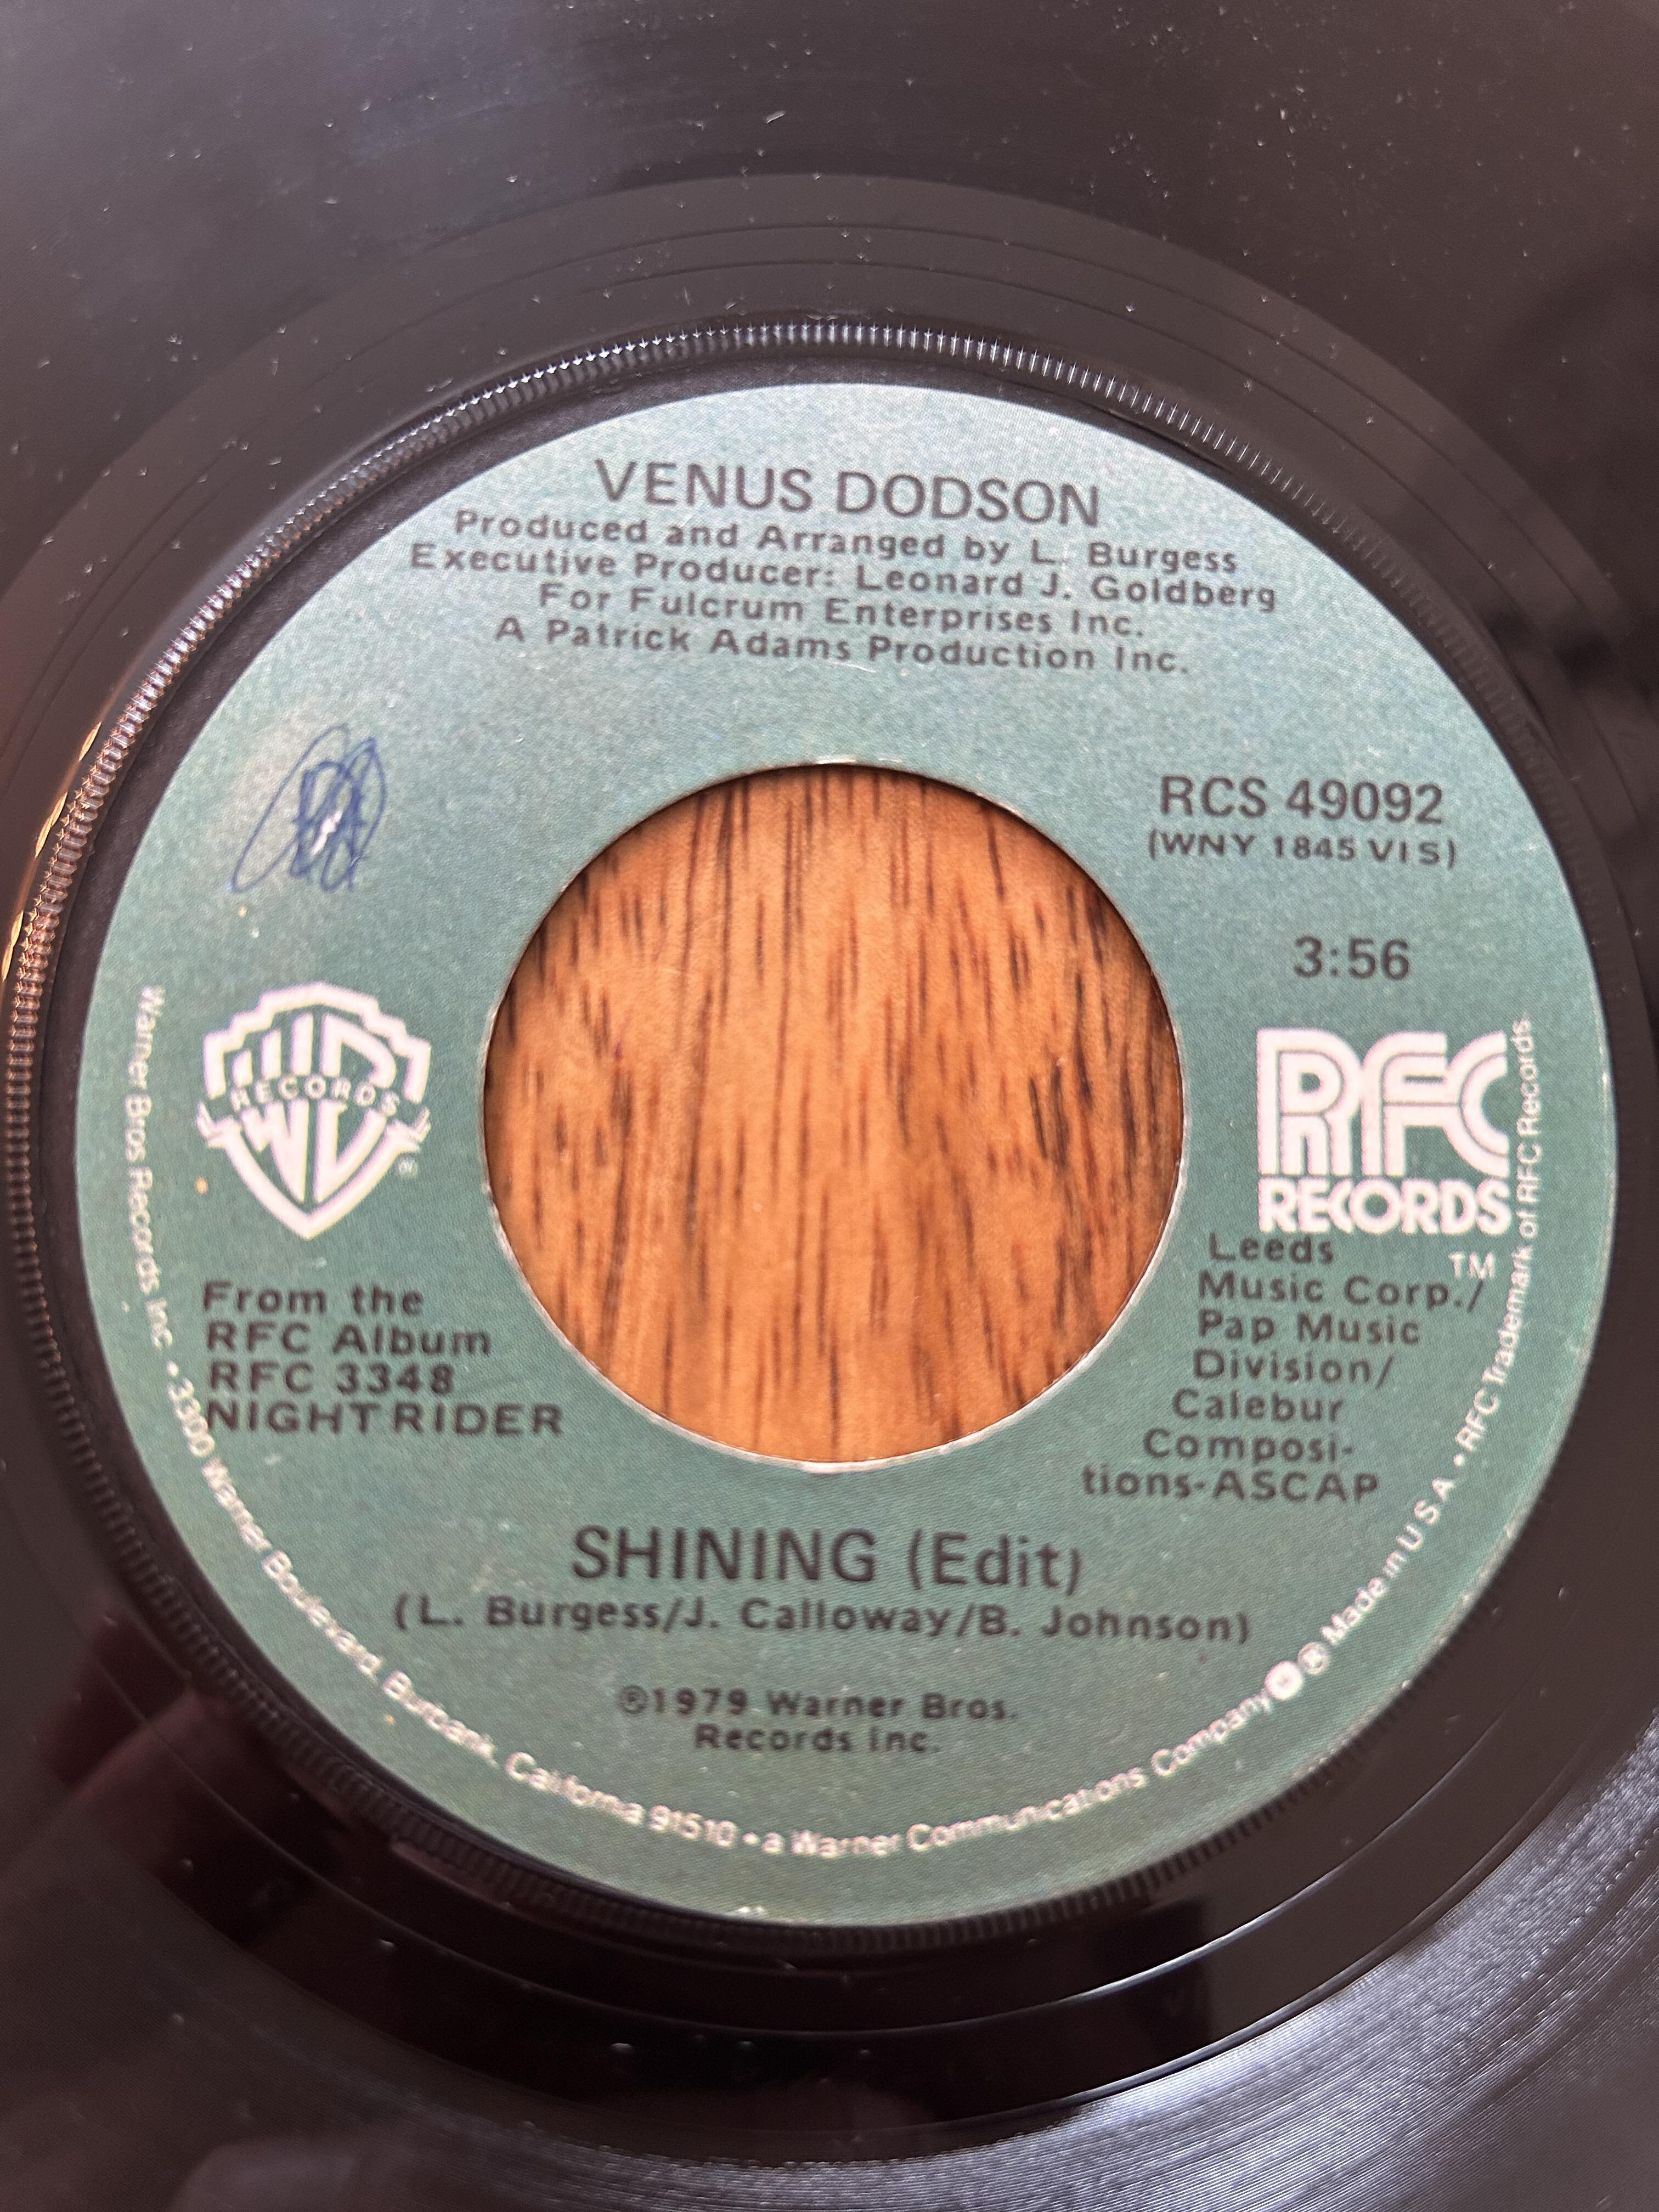 VENUS DODSON
Produced and Arranged by L. Burgess
Executive Producer: Leonard J. Goldberg
For Fulcrum Enterprises Inc.
A Patrick Adams Production Inc.
RCS 49092
(WNY 1845 VI S)
3:56
WB
RECORDS
®
RFC
RECORDS
TM
From the
RFC Album
RFC 3348
NIGHT RIDER
Leeds
Music Corp./
Pap Music
Division/
Calebur
Composi-
tions-ASCAP
SHINING (Edit)
(L. Burgess/J. Calloway/B. Johnson)
℗1979 Warner Bros.
Records Inc.
Warner Bros Records Inc • 3300 Warner Boulevard, Burbank, California 91510 • a Warner Communications Company ® Made in U S A • RFC Trademark of RFC Records